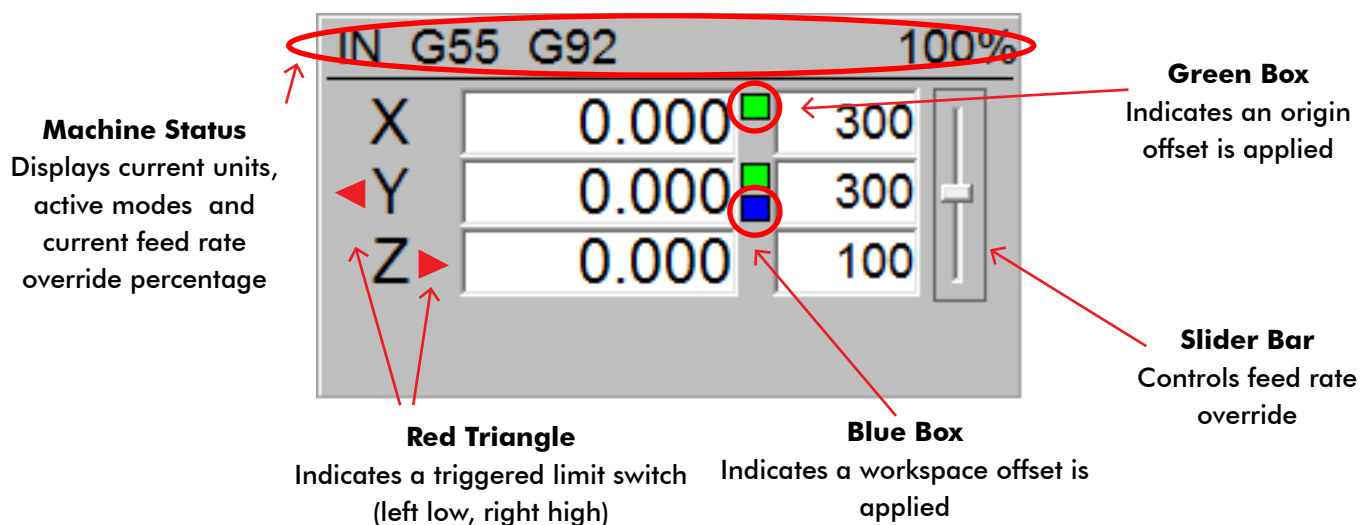 IN G55 G92 100%
X 0.000 300
Y 0.000 300
Z 0.000 100
Machine Status
Displays current units,
active modes and
current feed rate
override percentage
Green Box
Indicates an origin
offset is applied
Slider Bar
Controls feed rate
override
Red Triangle
Indicates a triggered limit switch
(left low, right high)
Blue Box
Indicates a workspace offset is
applied